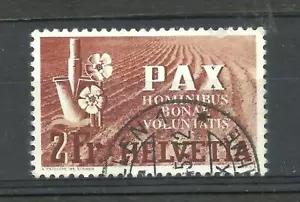 PAX
HOMINIBUS
BONAE
VOLUNTATIS
2 Fr. HELVETIA